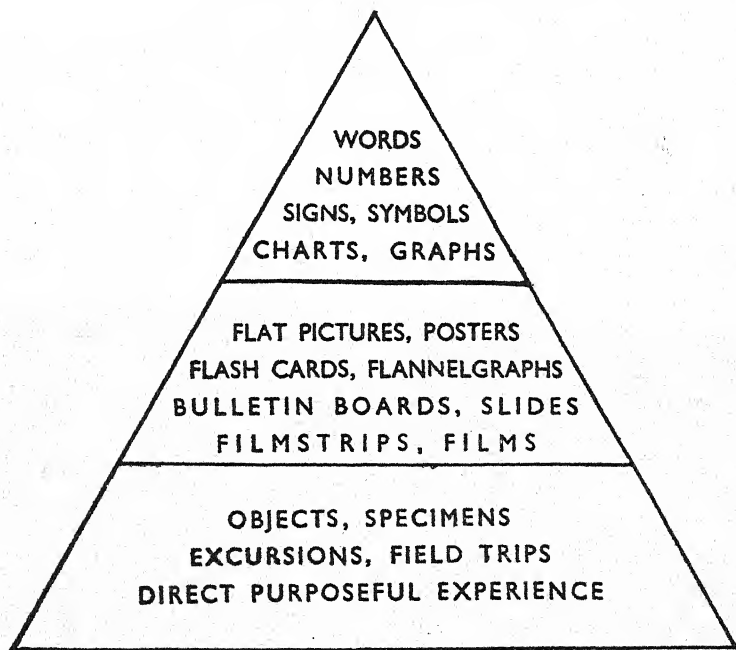 WORDS
NUMBERS
SIGNS, SYMBOLS
CHARTS, GRAPHS
FLAT PICTURES, POSTERS
FLASH CARDS, FLANNELGRAPHS
BULLETIN BOARDS, SLIDES
FILMSTRIPS, FILMS
OBJECTS, SPECIMENS
EXCURSIONS, FIELD TRIPS
DIRECT PURPOSEFUL EXPERIENCE